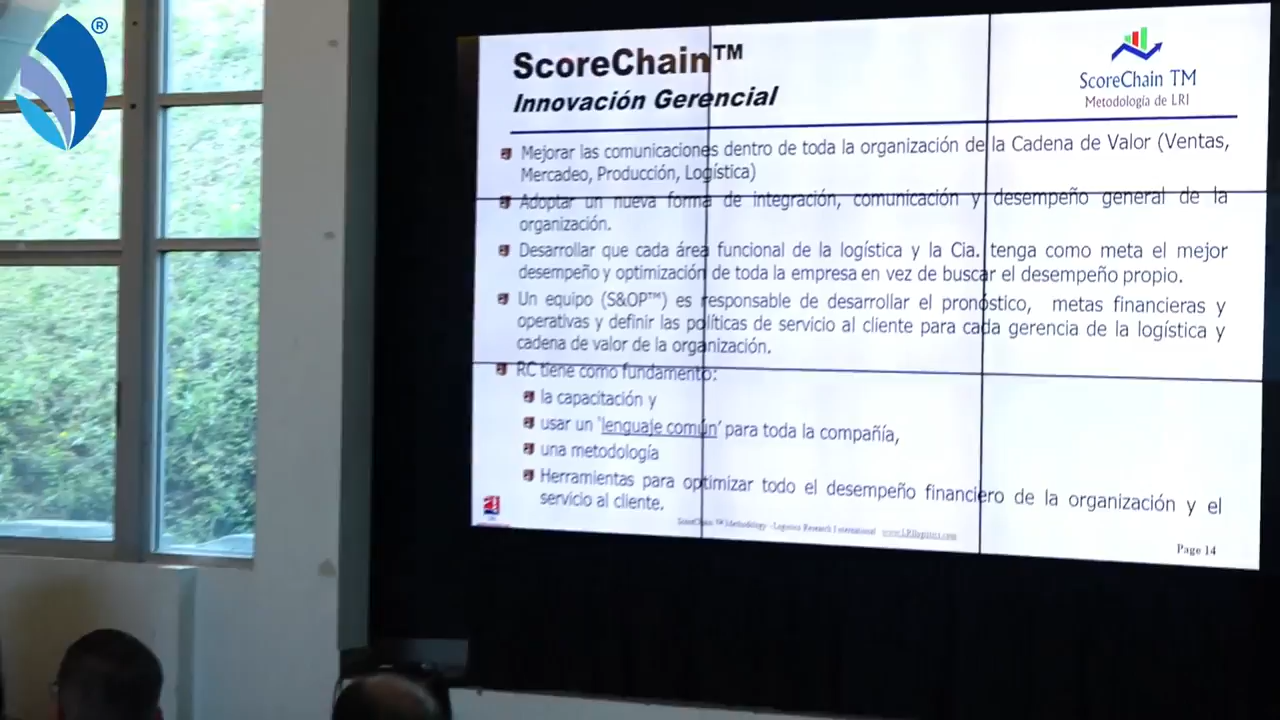 ®
ScoreChain™
Innovación Gerencial
ScoreChain TM
Metodología de LRI
Mejorar las comunicaciones dentro de toda la organización de la Cadena de Valor (Ventas,
Mercadeo, Producción, Logística)
Adoptar un nueva forma de integración, comunicación y desempeño general de la
organización.
Desarrollar que cada área funcional de la logística y la Cia. tenga como meta el mejor
desempeño y optimización de toda la empresa en vez de buscar el desempeño propio.
Un equipo (S&OP™) es responsable de desarrollar el pronóstico, metas financieras y
operativas y definir las políticas de servicio al cliente para cada gerencia de la logística y
cadena de valor de la organización.
RC tiene como fundamento:
la capacitación y
usar un 'lenguaje común' para toda la compañía,
una metodología
Herramientas para optimizar todo el desempeño financiero de la organización y el
servicio al cliente.
ScoreChain TM Methodology - Logistics Research International
Page 14